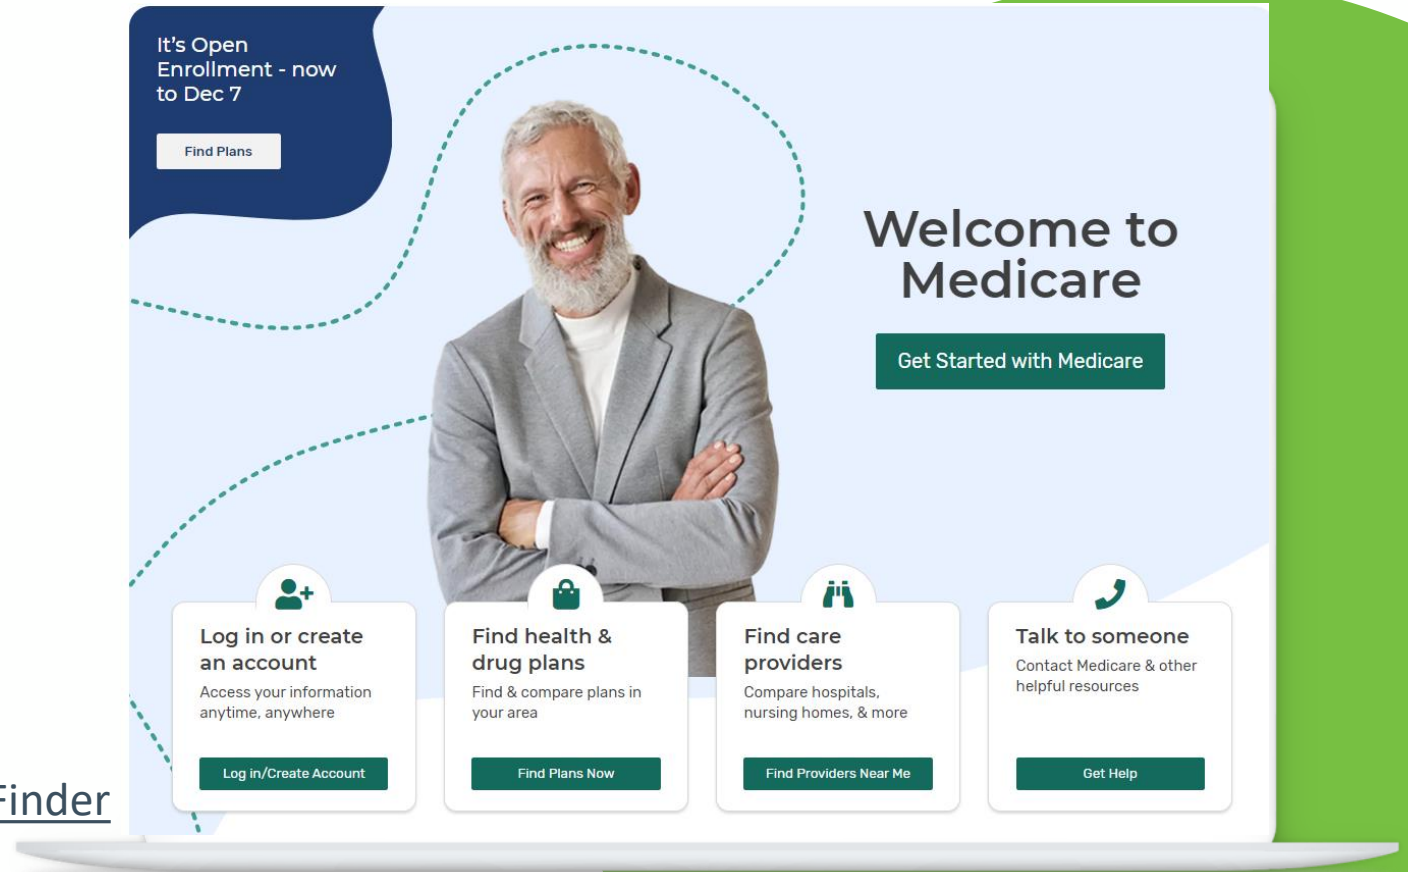 It's Open
Enrollment - now
to Dec 7
Find Plans
Welcome to
Medicare
Get Started with Medicare
Log in or create
an account
Access your information
anytime, anywhere
Log in/Create Account
Find health &
drug plans
Find & compare plans in
your area
Find Plans Now
Find care
providers
Compare hospitals,
nursing homes, & more
Find Providers Near Me
Talk to someone
Contact Medicare & other
helpful resources
Get Help
Finder